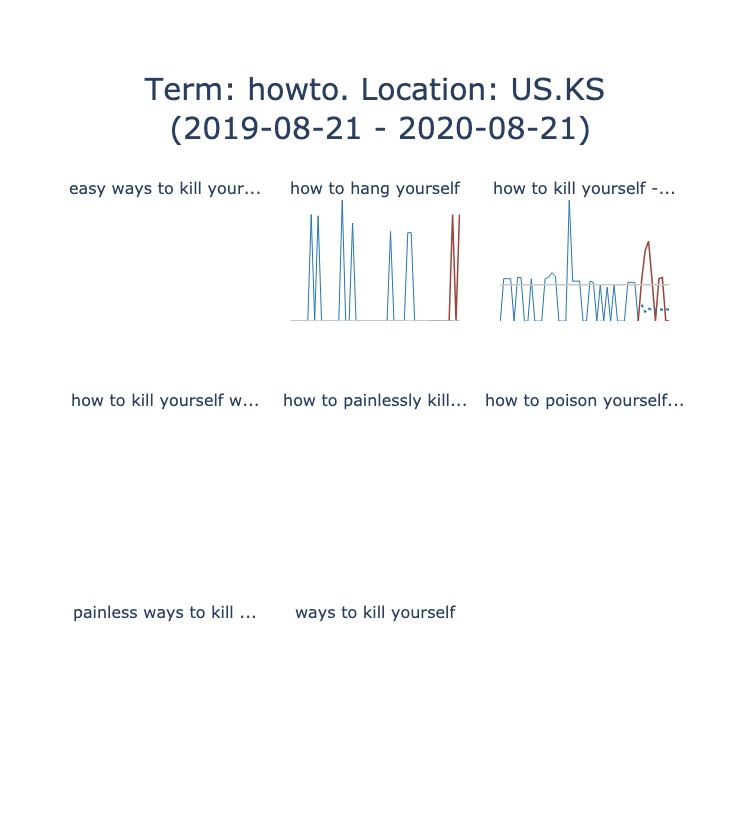 Term: howto. Location: US.KS
(2019-08-21 - 2020-08-21)
easy ways to kill your...
how to hang yourself
how to kill yourself -...
how to kill yourself w...
how to painlessly kill...
how to poison yourself...
painless ways to kill ...
ways to kill yourself